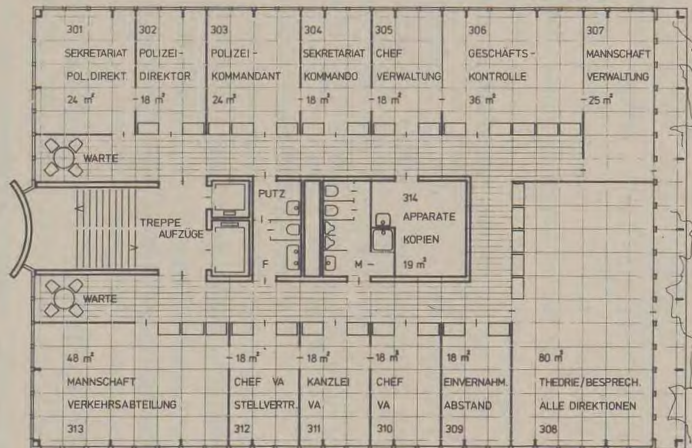 301
SEKRETARIAT
POL. DIREKT.
24 m²
302
POLIZEI-
DIREKTOR
18 m²
303
POLIZEI-
KOMMANDANT
24 m²
304
SEKRETARIAT
KOMMANDO
18 m²
305
CHEF
VERWALTUNG
18 m²
306
GESCHÄFTS-
KONTROLLE
36 m²
307
MANNSCHAFT
VERWALTUNG
25 m²
WARTE
TREPPE
AUFZÜGE
PUTZ
F
M
314
APPARATE
KOPIEN
19 m²
WARTE
48 m²
MANNSCHAFT
VERKEHRSABTEILUNG
313
18 m²
CHEF VA
STELLVERTR.
312
18 m²
KANZLEI
VA
311
18 m²
CHEF
VA
310
18 m²
EINVERNAHM.
ABSTAND
309
80 m²
THEORIE/BESPRECH.
ALLE DIREKTIONEN
308